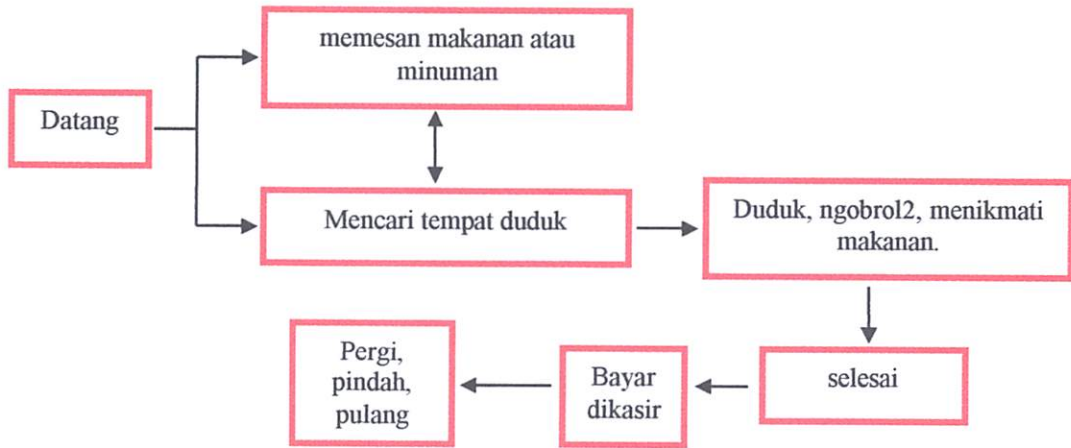 memesan makanan atau
minuman
Datang
Mencari tempat duduk
Duduk, ngobrol2, menikmati
makanan.
selesai
Bayar
dikasir
Pergi,
pindah,
pulang